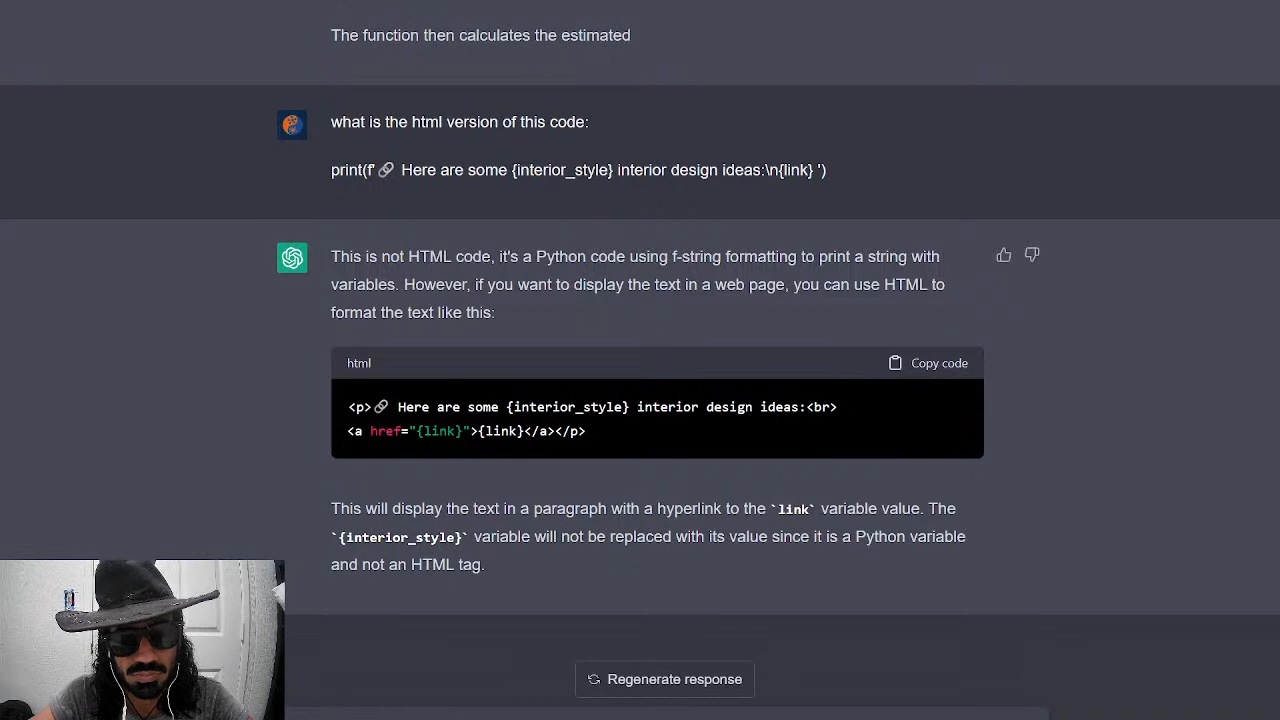 The function then calculates the estimated
what is the html version of this code:
print(f' 🔗 Here are some {interior_style} interior design ideas:\n{link} ')
This is not HTML code, it's a Python code using f-string formatting to print a string with
variables. However, if you want to display the text in a web page, you can use HTML to
format the text like this:
html Copy code
<p>🔗 Here are some {interior_style} interior design ideas:<br>
<a href="{link}">{link}</a></p>
This will display the text in a paragraph with a hyperlink to the `link` variable value. The
`{interior_style}` variable will not be replaced with its value since it is a Python variable
and not an HTML tag.
Regenerate response